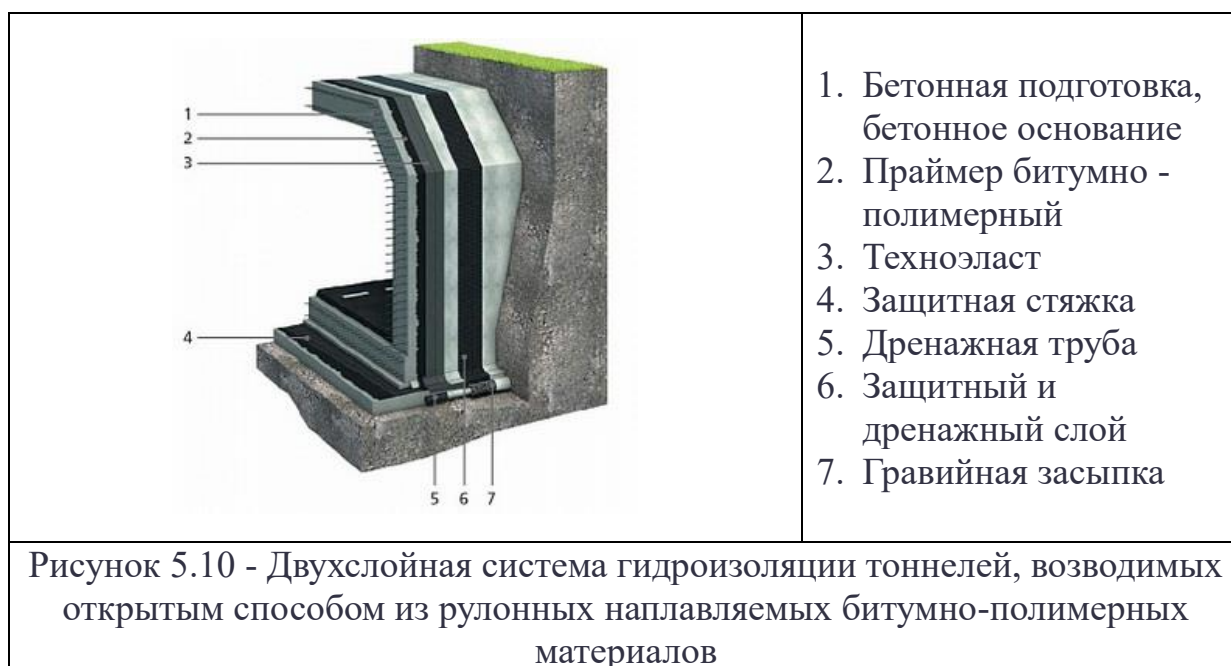 1
2
3
4
5 6 7
1. Бетонная подготовка,
бетонное основание
2. Праймер битумно -
полимерный
3. Техноэласт
4. Защитная стяжка
5. Дренажная труба
6. Защитный и
дренажный слой
7. Гравийная засыпка
Рисунок 5.10 - Двухслойная система гидроизоляции тоннелей, возводимых
открытым способом из рулонных наплавляемых битумно-полимерных
материалов